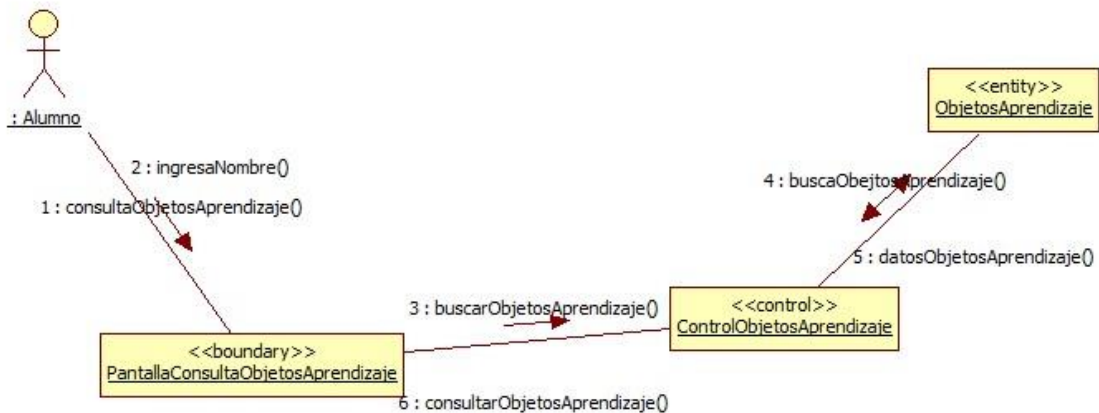 : Alumno
<<entity>>
ObjetosAprendizaje
2 : ingresaNombre()
1 : consultaObjetosAprendizaje()
4 : buscaObejtosAprendizaje()
5 : datosObjetosAprendizaje()
3 : buscarObjetosAprendizaje()
<<control>>
ControlObjetosAprendizaje
<<boundary>>
PantallaConsultaObjetosAprendizaje
6 : consultarObjetosAprendizaje()